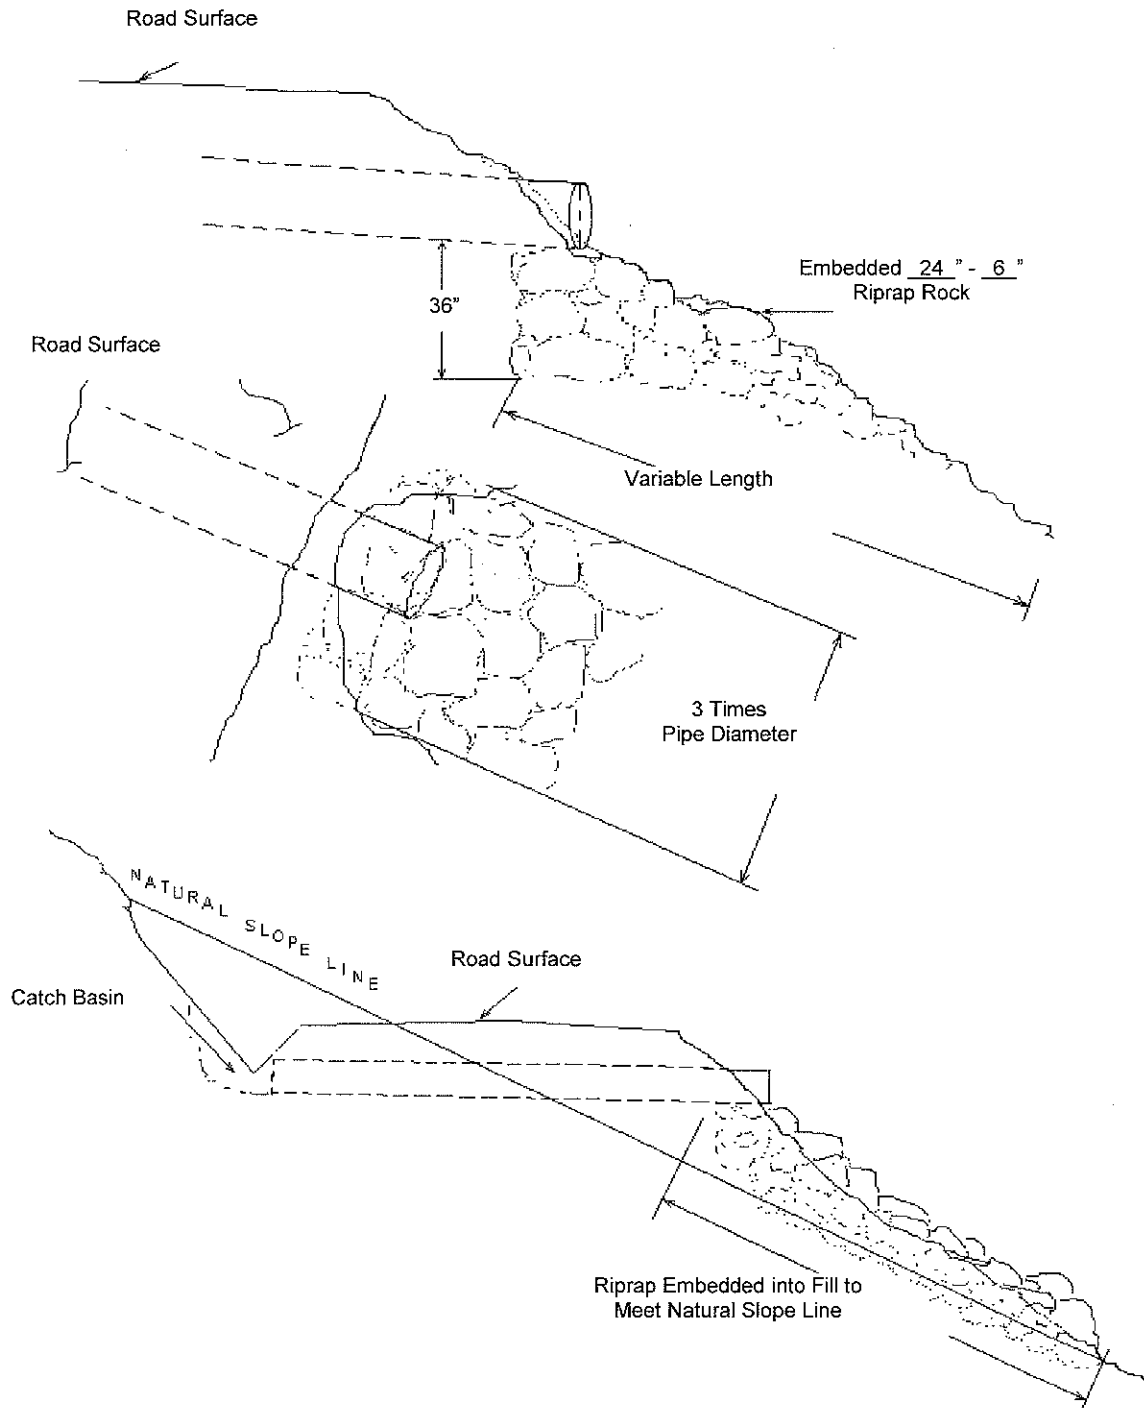 Road Surface
Embedded 24" - 6"
Riprap Rock
36"
Road Surface
Variable Length
3 Times
Pipe Diameter
NATURAL SLOPE LINE
Road Surface
Catch Basin
Riprap Embedded into Fill to
Meet Natural Slope Line